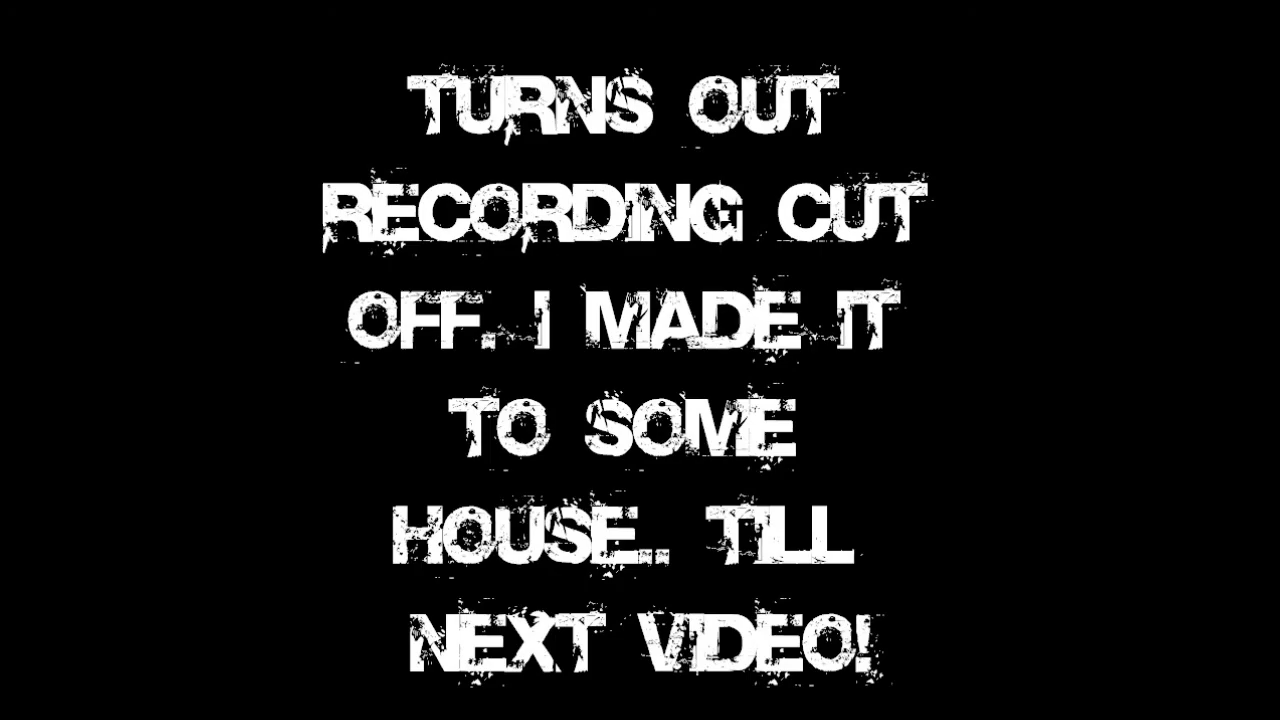 TURNS OUT
RECORDING CUT
OFF. I MADE IT
TO SOME
HOUSE.. TILL
NEXT VIDEO!